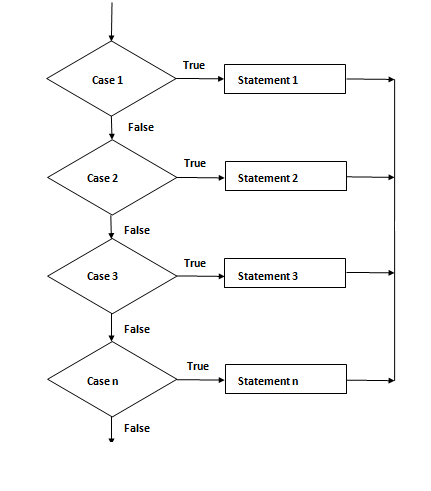 True
Case 1
Statement 1
False
True
Case 2
Statement 2
False
True
Case 3
Statement 3
False
True
Case n
Statement n
False